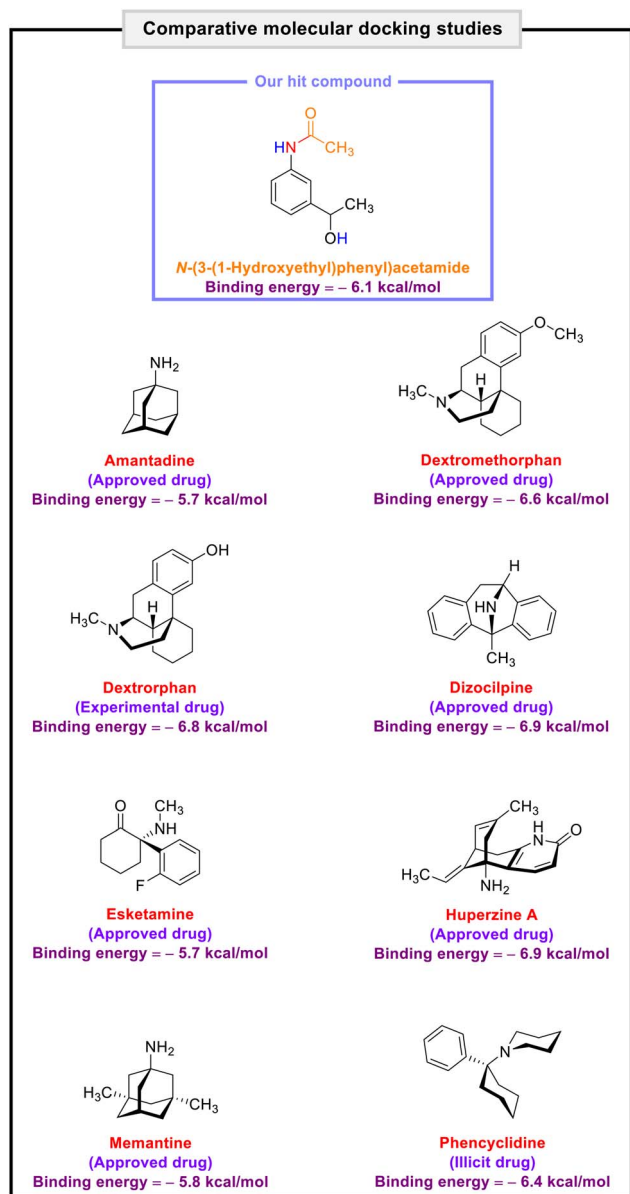 Comparative molecular docking studies
Our hit compound
O
HN
CH3
CH3
OH
N-(3-(1-Hydroxyethyl)phenyl)acetamide
Binding energy = – 6.1 kcal/mol
NH2
Amantadine
(Approved drug)
Binding energy = – 5.7 kcal/mol
O
CH3
H
H3C
N
Dextromethorphan
(Approved drug)
Binding energy = – 6.6 kcal/mol
OH
H
H3C
N
Dextrorphan
(Experimental drug)
Binding energy = – 6.8 kcal/mol
H
HN
CH3
Dizocilpine
(Approved drug)
Binding energy = – 6.9 kcal/mol
O
CH3
NH
F
Esketamine
(Approved drug)
Binding energy = – 5.7 kcal/mol
CH3
H
N
O
H3C
NH2
Huperzine A
(Approved drug)
Binding energy = – 6.9 kcal/mol
NH2
H3C
CH3
Memantine
(Approved drug)
Binding energy = – 5.8 kcal/mol
N
Phencyclidine
(Illicit drug)
Binding energy = – 6.4 kcal/mol